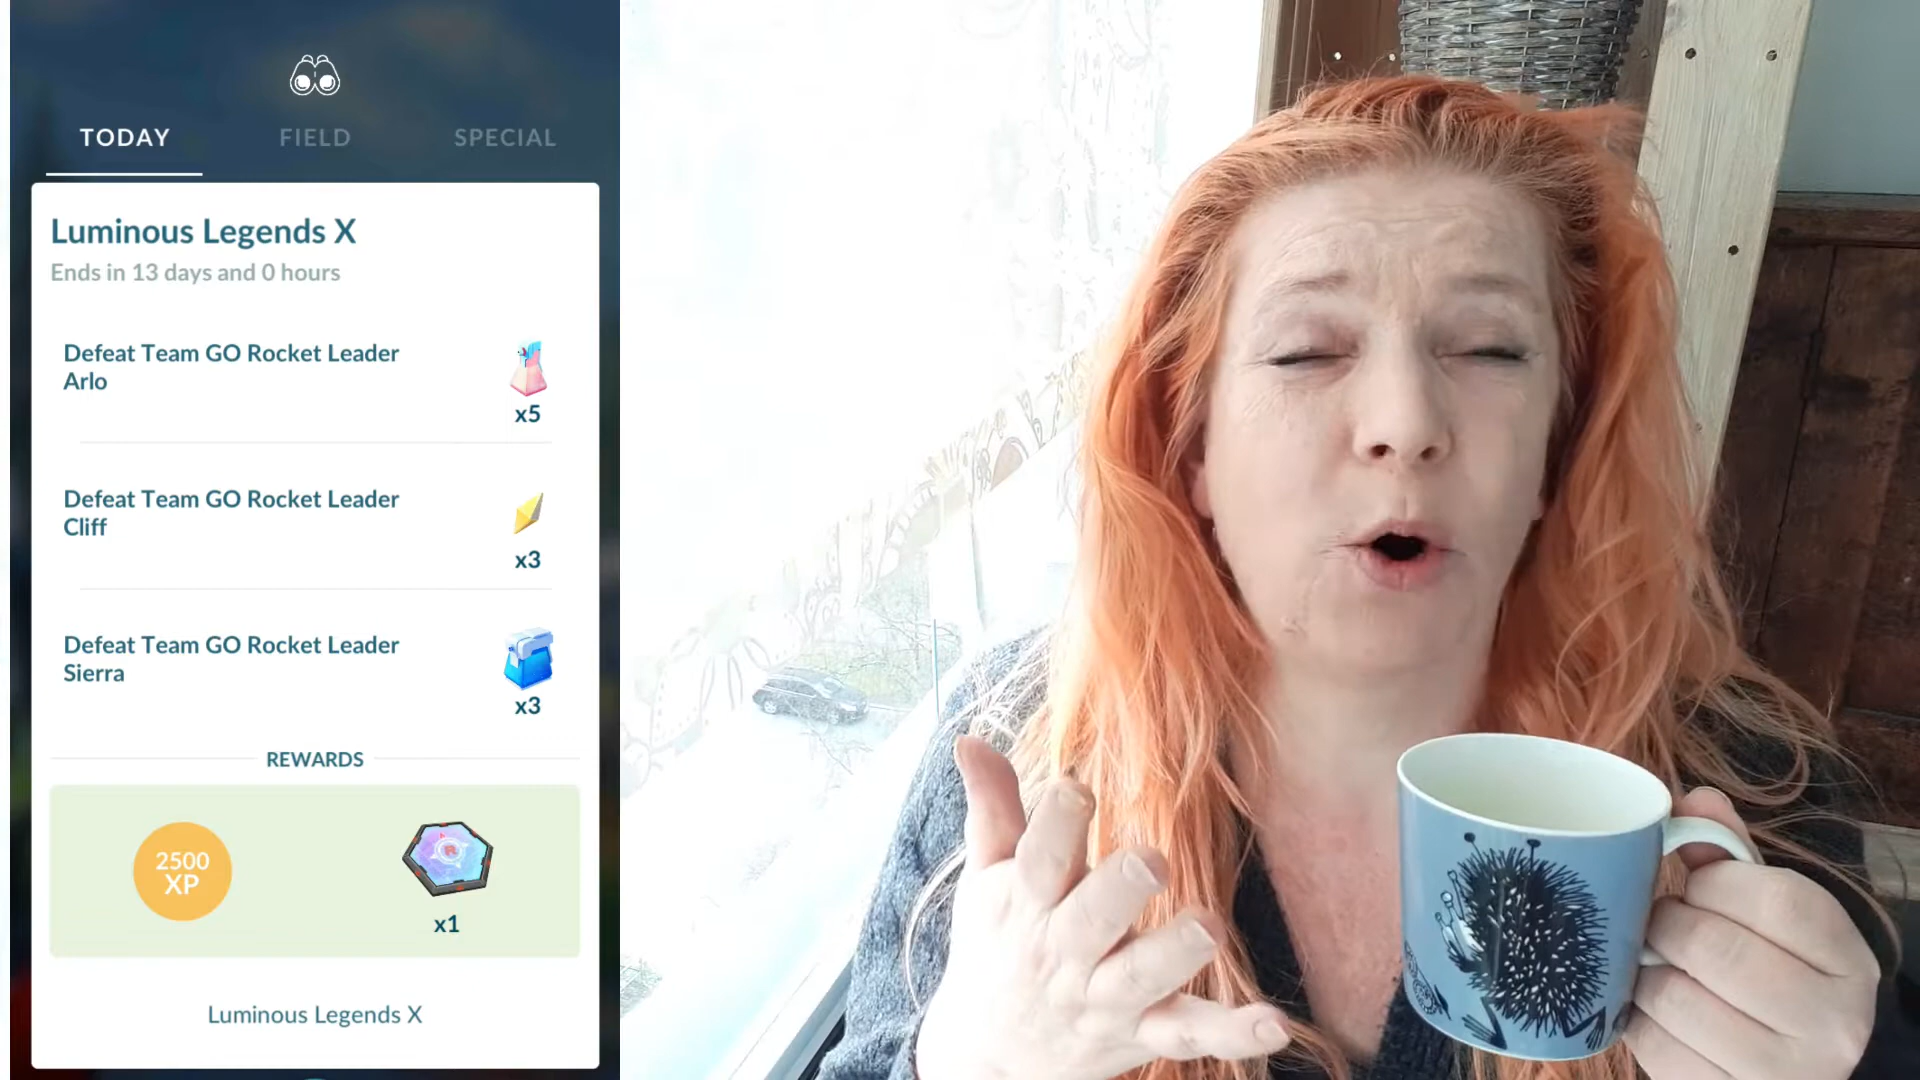 TODAY
FIELD
SPECIAL
Luminous Legends X
Ends in 13 days and 0 hours
Defeat Team GO Rocket Leader
Arlo
x5
Defeat Team GO Rocket Leader
Cliff
x3
Defeat Team GO Rocket Leader
Sierra
x3
REWARDS
2500
XP
x1
Luminous Legends X